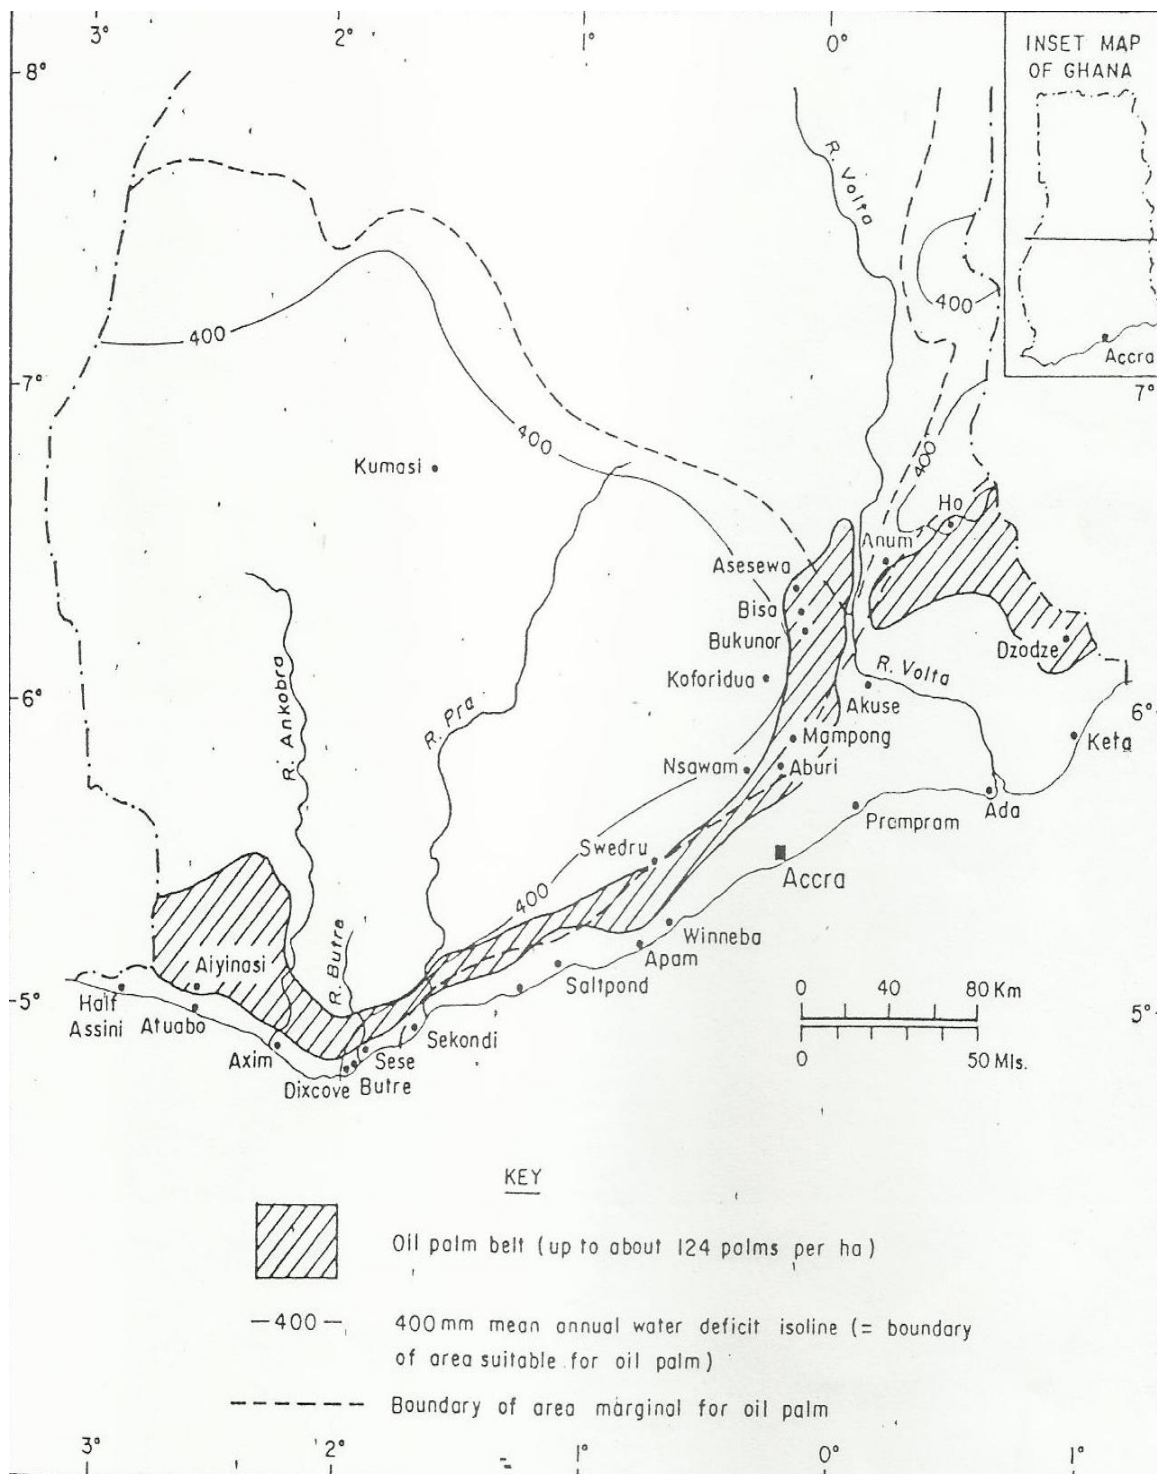 3°
2°
1°
0°
INSET MAP
OF GHANA
8°
R. Volta
400
400
Accra
7°
7°
400
400
Kumasi
Ho
Anum
Asesewa
Bisa
Bukunor
Dzodze
R. Ankobra
R. Pra
Koforidua
R. Volta
6°
Akuse
6°
Mampong
Keta
Nsawam
Aburi
Ada
Prampram
Swedru
Accra
400
R. Butre
Winneba
Aiyinasi
Apam
Saltpond
0 40 80 Km
5°
5°
Half
Assini
Atuabo
Sekondi
Axim
Sese
0 50 Mls.
Dixcove
Butre
KEY
Oil palm belt (up to about 124 palms per ha)
—400— 400mm mean annual water deficit isoline (= boundary
of area suitable for oil palm)
Boundary of area marginal for oil palm
3°
2°
1°
0°
1°